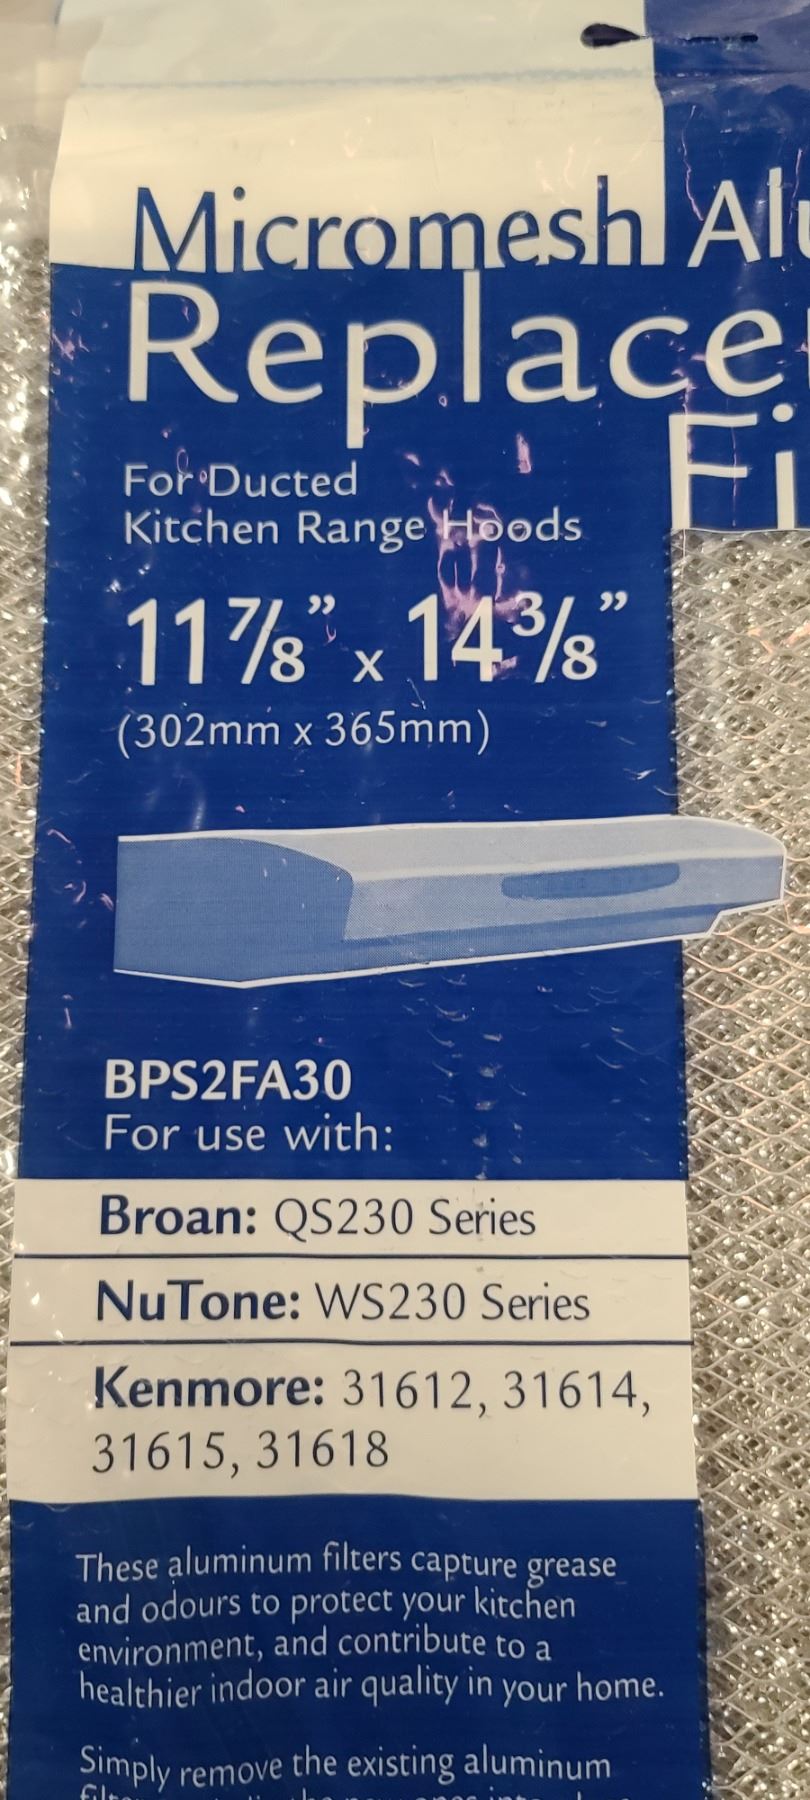 Micromesh
Replace
For Ducted
Kitchen Range Hoods
11⅞” x 14⅜”
(302mm x 365mm)
BPS2FA30
For use with:
Broan: QS230 Series
NuTone: WS230 Series
Kenmore: 31612, 31614,
31615, 31618
These aluminum filters capture grease
and odours to protect your kitchen
environment, and contribute to a
healthier indoor air quality in your home.
Simply remove the existing aluminum